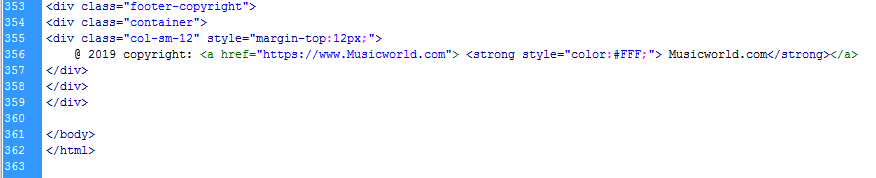 353 <div class="footer-copyright">
354 <div class="container">
355 <div class="col-sm-12" style="margin-top:12px;">
356 @ 2019 copyright: <a href="https://www.Musicworld.com"> <strong style="color:#FFF;"> Musicworld.com</strong></a>
357 </div>
358 </div>
359 </div>
360
361 </body>
362 </html>
363